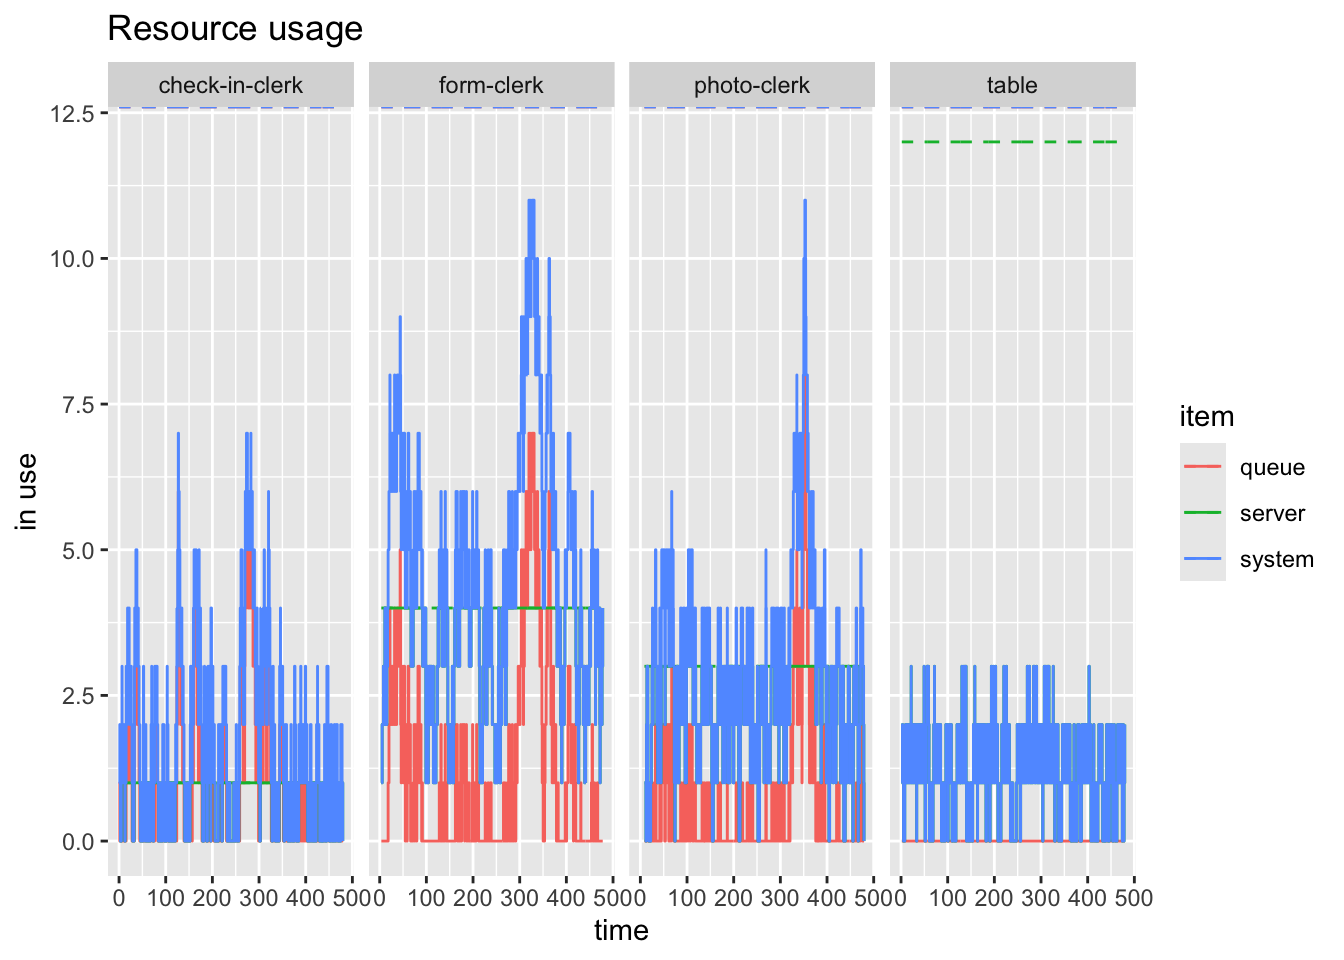 Resource usage
check-in-clerk form-clerk photo-clerk table
12.5
10.0
7.5
5.0
2.5
0.0
in use
0 100 200 300 400 500 0 100 200 300 400 500 0 100 200 300 400 500 0 100 200 300 400 500
time
item
queue
server
system